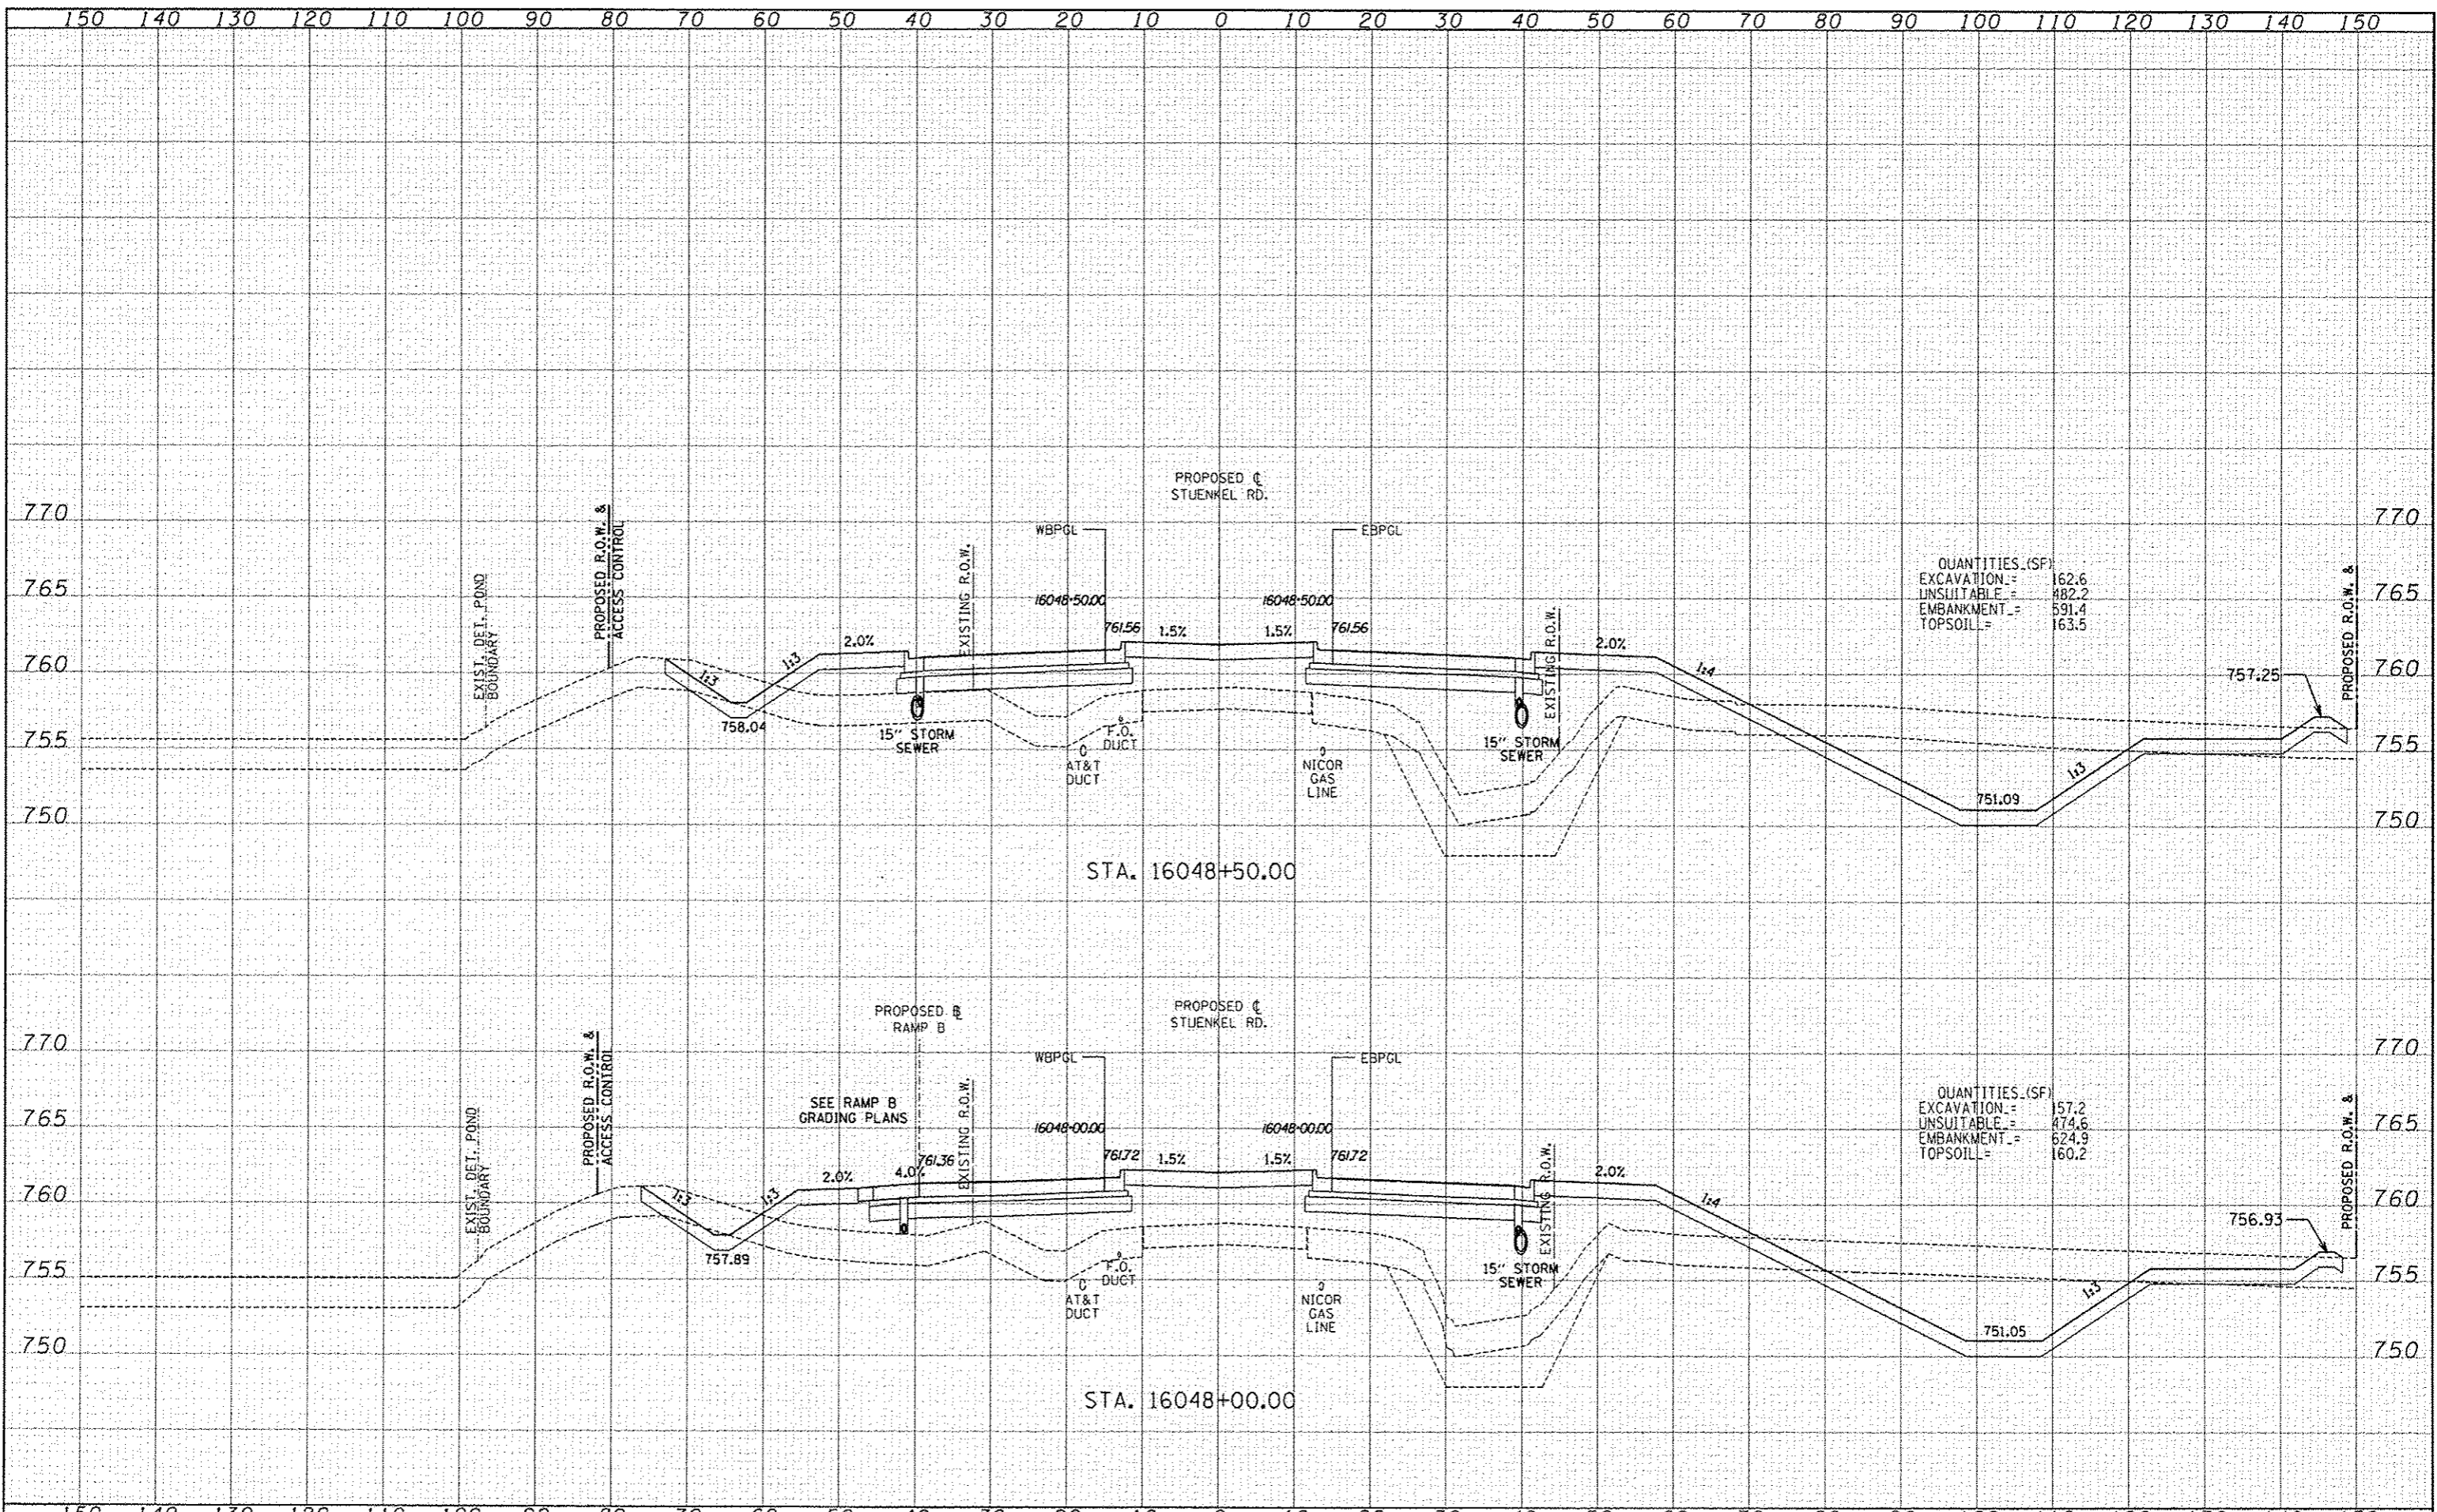 150 140 130 120 110 100 90 80 70 60 50 40 30 20 10 0 10 20 30 40 50 60 70 80 90 100 110 120 130 140 150
PROPOSED ℄
STUENKEL RD.
770
770
WBPGL
EBPGL
PROPOSED R.O.W. &
ACCESS CONTROL
EXISTING R.O.W.
EXIST. DET. POND
BOUNDARY
QUANTITIES (SF)
EXCAVATION = 162.6
UNSUITABLE = 482.2
EMBANKMENT = 591.4
TOPSOIL = 163.5
PROPOSED R.O.W. &
765
765
16048+50.00
16048+50.00
761.56
1.5%
1.5%
761.56
EXISTING R.O.W.
2.0%
2.0%
760
760
1:3
1:3
1:4
757.25
758.04
15" STORM
SEWER
F.O.
DUCT
AT&T
DUCT
NICOR
GAS
LINE
15" STORM
SEWER
755
755
1:3
751.09
750
750
STA. 16048+50.00
PROPOSED ℄
STUENKEL RD.
PROPOSED B̲L̲
RAMP B
770
770
WBPGL
EBPGL
PROPOSED R.O.W. &
ACCESS CONTROL
EXISTING R.O.W.
SEE RAMP B
GRADING PLANS
EXIST. DET. POND
BOUNDARY
QUANTITIES (SF)
EXCAVATION = 157.2
UNSUITABLE = 474.6
EMBANKMENT = 624.9
TOPSOIL = 160.2
PROPOSED R.O.W. &
765
765
16048+00.00
16048+00.00
761.36
761.72
1.5%
1.5%
761.72
EXISTING R.O.W.
2.0%
4.0%
2.0%
760
760
1:3
1:3
1:4
756.93
757.89
F.O.
DUCT
AT&T
DUCT
NICOR
GAS
LINE
15" STORM
SEWER
755
755
1:3
751.05
750
750
STA. 16048+00.00